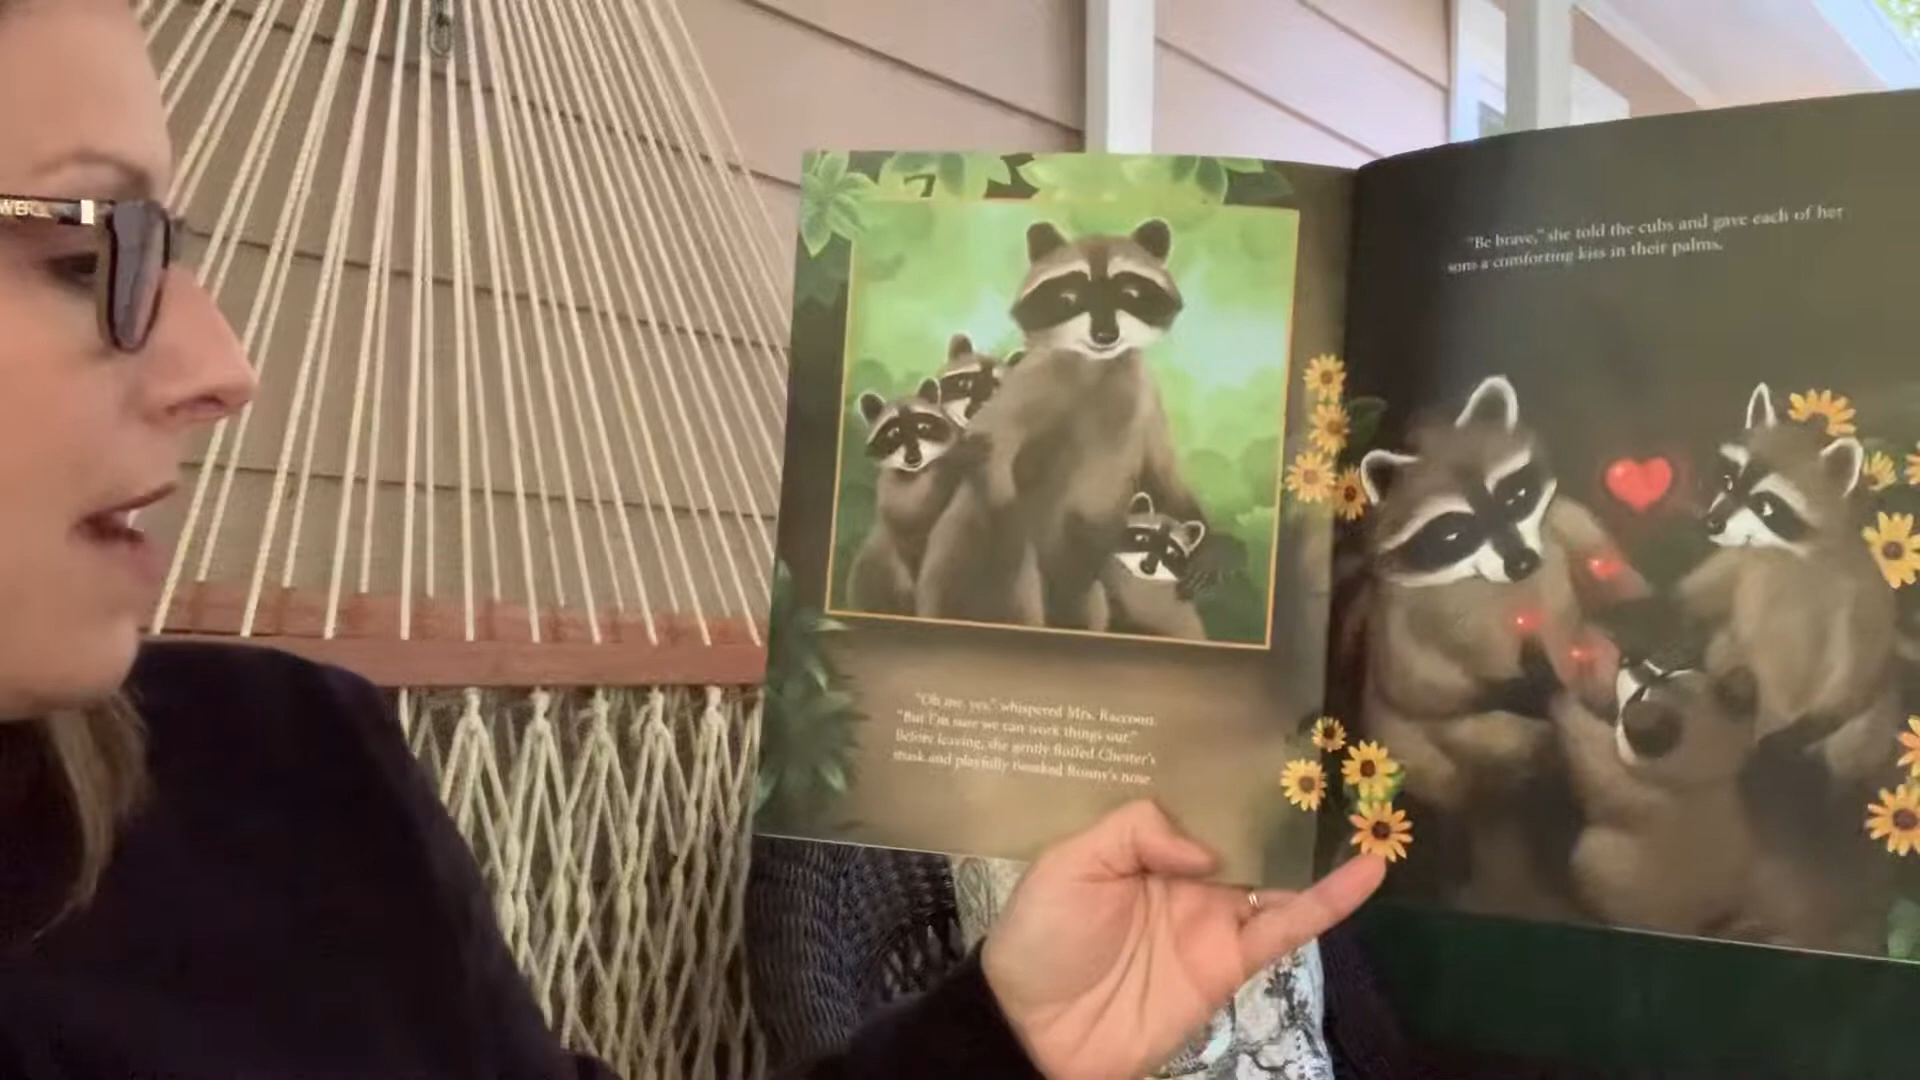 "Oh my, yes," whispered Mrs. Raccoon.
"But I'm sure we can work things out."
Before leaving, she gently fluffed Chester's
mask and playfully tweaked Ronny's nose.
"Be brave," she told the cubs and gave each of her
sons a comforting kiss in their palms.